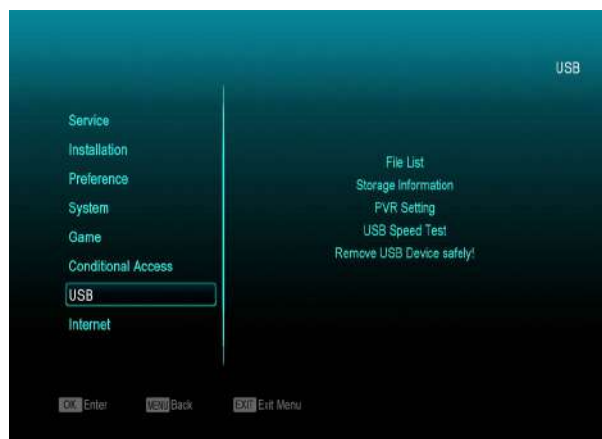 USB
Service
Installation
Preference
System
Game
Conditional Access
USB
Internet
File List
Storage Information
PVR Setting
USB Speed Test
Remove USB Device safely!
OK Enter MENU Back EXIT Exit Menu